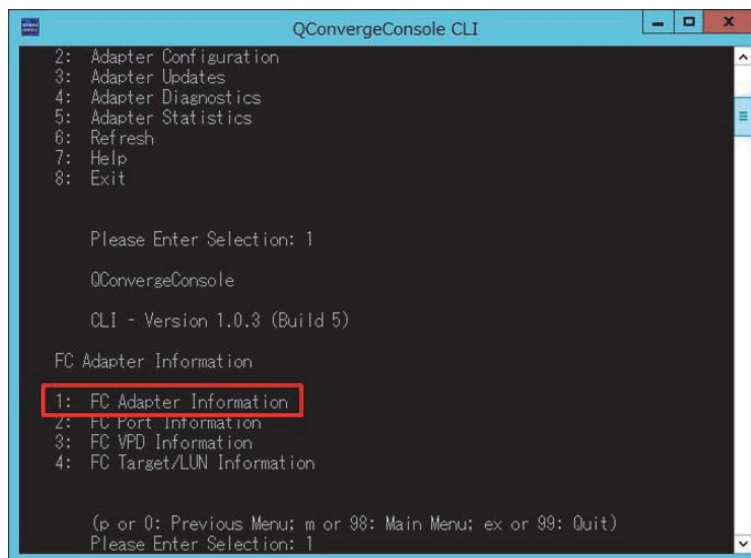 QConvergeConsole CLI
2: Adapter Configuration
3: Adapter Updates
4: Adapter Diagnostics
5: Adapter Statistics
6: Refresh
7: Help
8: Exit
Please Enter Selection: 1
QConvergeConsole
CLI - Version 1.0.3 (Build 5)
FC Adapter Information
1: FC Adapter Information
2: FC Port Information
3: FC VPD Information
4: FC Target/LUN Information
(p or 0: Previous Menu; m or 98: Main Menu; ex or 99: Quit)
Please Enter Selection: 1